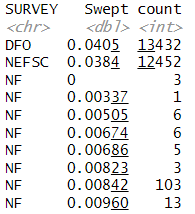 SURVEY Swept count
<chr> <dbl> <int>
DFO 0.0405 13432
NEFSC 0.0384 12452
NF 0 3
NF 0.00337 1
NF 0.00505 6
NF 0.00674 6
NF 0.00686 5
NF 0.00823 3
NF 0.00842 103
NF 0.00960 13